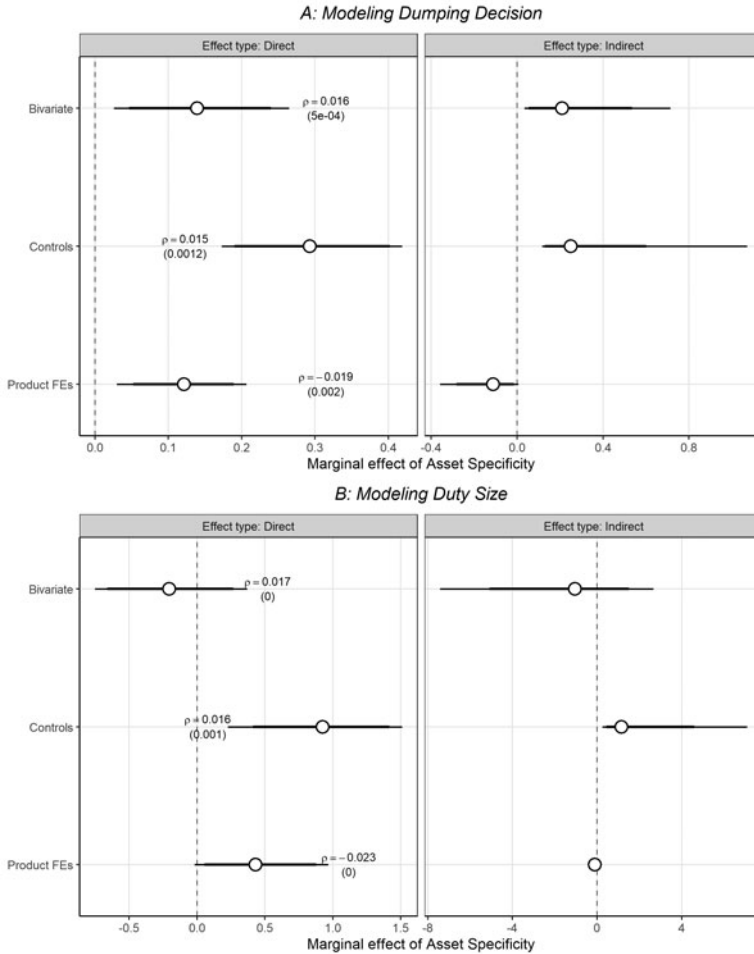 A: Modeling Dumping Decision
Effect type: Direct
Effect type: Indirect
Bivariate
ρ = 0.016
(5e-04)
Controls
ρ = 0.015
(0.0012)
Product FEs
ρ = −0.019
(0.002)
0.0 0.1 0.2 0.3 0.4
-0.4 0.0 0.4 0.8
Marginal effect of Asset Specificity
B: Modeling Duty Size
Effect type: Direct
Effect type: Indirect
Bivariate
ρ = 0.017
(0)
Controls
ρ = 0.016
(0.001)
Product FEs
ρ = −0.023
(0)
-0.5 0.0 0.5 1.0 1.5
-8 -4 0 4
Marginal effect of Asset Specificity